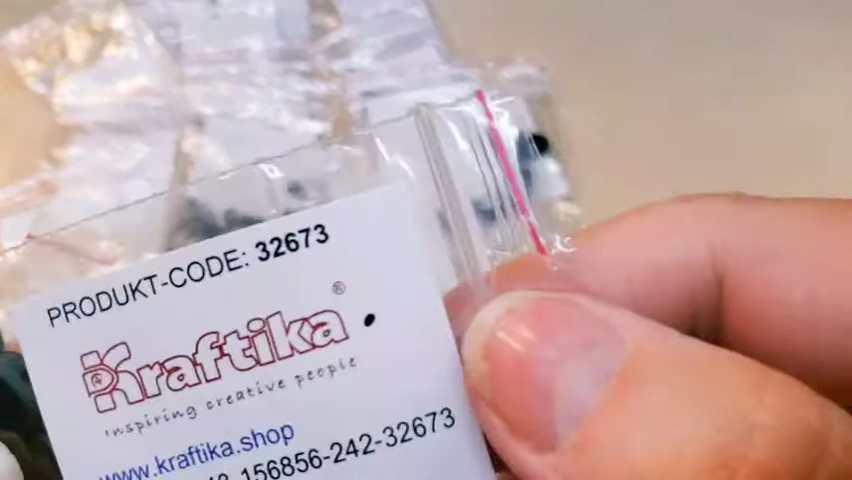 PRODUKT-CODE: 32673
Kraftika®
Inspiring creative people
www.kraftika.shop
156856-242-32673